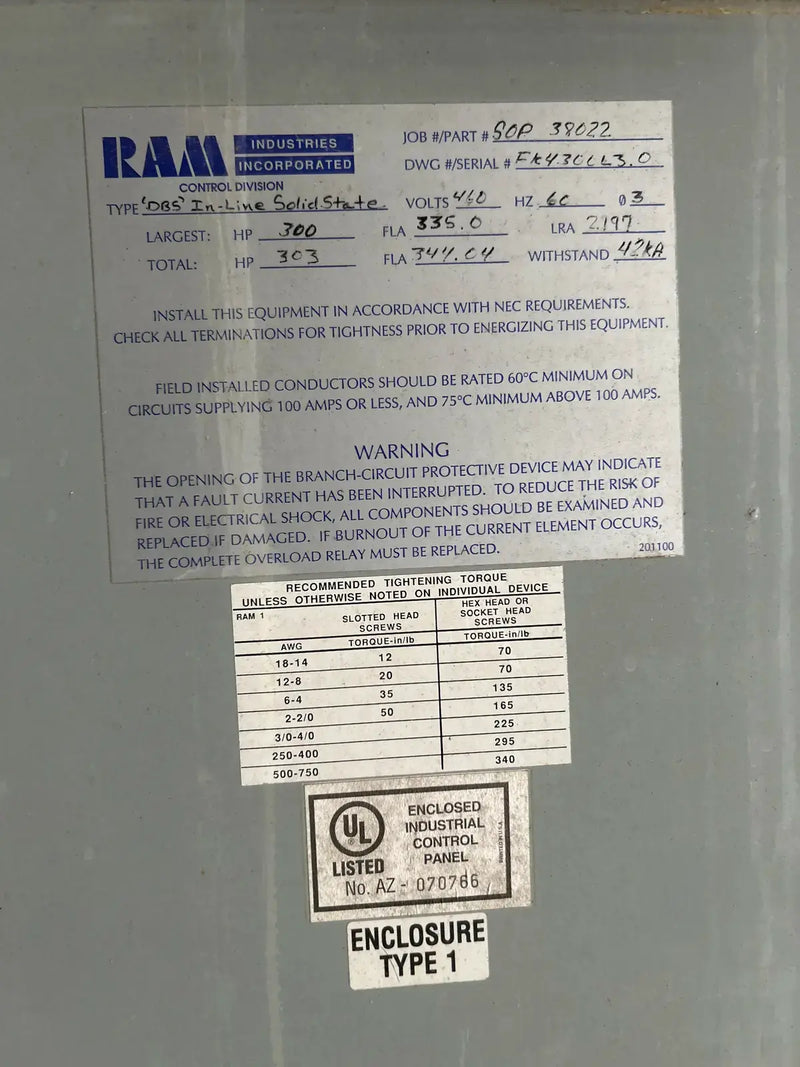 RAM INDUSTRIES INCORPORATED
CONTROL DIVISION
JOB #/PART # SOP 38022
DWG #/SERIAL #
TYPE 'DBS' In-Line Solid State VOLTS 460 HZ 60 Ø 3
LARGEST: HP 300 FLA 335.0 LRA 2197
TOTAL: HP 303 FLA 344.04 WITHSTAND 42kA
INSTALL THIS EQUIPMENT IN ACCORDANCE WITH NEC REQUIREMENTS.
CHECK ALL TERMINATIONS FOR TIGHTNESS PRIOR TO ENERGIZING THIS EQUIPMENT.
FIELD INSTALLED CONDUCTORS SHOULD BE RATED 60°C MINIMUM ON
CIRCUITS SUPPLYING 100 AMPS OR LESS, AND 75°C MINIMUM ABOVE 100 AMPS.
WARNING
THE OPENING OF THE BRANCH-CIRCUIT PROTECTIVE DEVICE MAY INDICATE
THAT A FAULT CURRENT HAS BEEN INTERRUPTED. TO REDUCE THE RISK OF
FIRE OR ELECTRICAL SHOCK, ALL COMPONENTS SHOULD BE EXAMINED AND
REPLACED IF DAMAGED. IF BURNOUT OF THE CURRENT ELEMENT OCCURS,
THE COMPLETE OVERLOAD RELAY MUST BE REPLACED.
201100
RECOMMENDED TIGHTENING TORQUE
UNLESS OTHERWISE NOTED ON INDIVIDUAL DEVICE
RAM 1
SLOTTED HEAD
SCREWS
HEX HEAD OR
SOCKET HEAD
SCREWS
AWG TORQUE-in/lb TORQUE-in/lb
18-14 12 70
12-8 20 70
6-4 35 135
2-2/0 50 165
3/0-4/0 225
250-400 295
500-750 340
UL
®
LISTED
ENCLOSED
INDUSTRIAL
CONTROL
PANEL
No. AZ- 070766
ENCLOSURE
TYPE 1